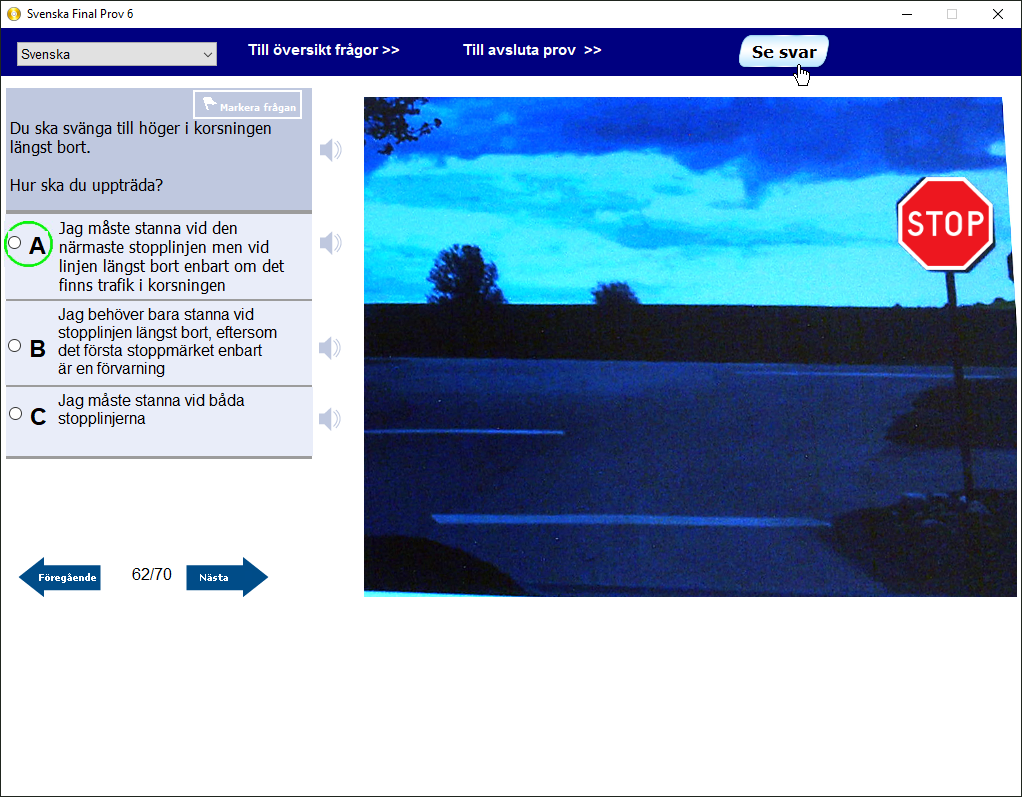 Svenska Final Prov 6
Svenska
Till översikt frågor >>
Till avsluta prov >>
Se svar
Markera frågan
Du ska svänga till höger i korsningen
längst bort.
Hur ska du uppträda?
A
Jag måste stanna vid den
närmaste stopplinjen men vid
linjen längst bort enbart om det
finns trafik i korsningen
B
Jag behöver bara stanna vid
stopplinjen längst bort, eftersom
det första stoppmärket enbart
är en förvarning
C
Jag måste stanna vid båda
stopplinjerna
Föregående
62/70
Nästa
STOP